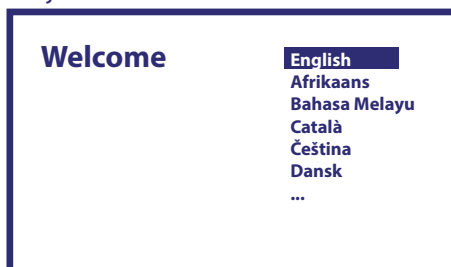 Welcome
English
Afrikaans
Bahasa Melayu
Català
Čeština
Dansk
...